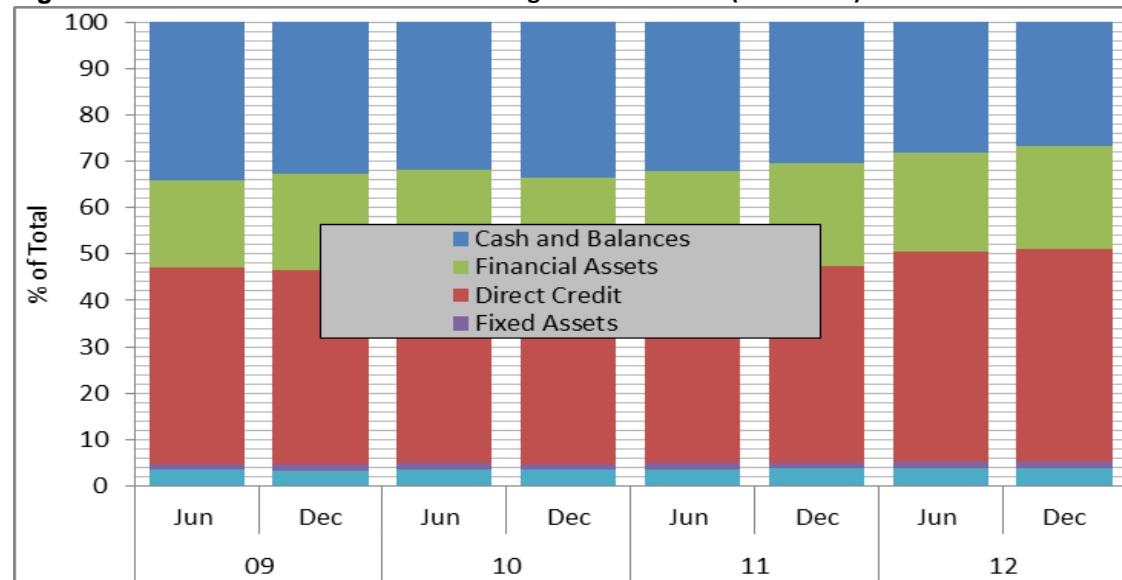 100
90
80
70
60
50
40
30
20
10
0
% of Total
Cash and Balances
Financial Assets
Direct Credit
Fixed Assets
Jun Dec Jun Dec Jun Dec Jun Dec
09 10 11 12